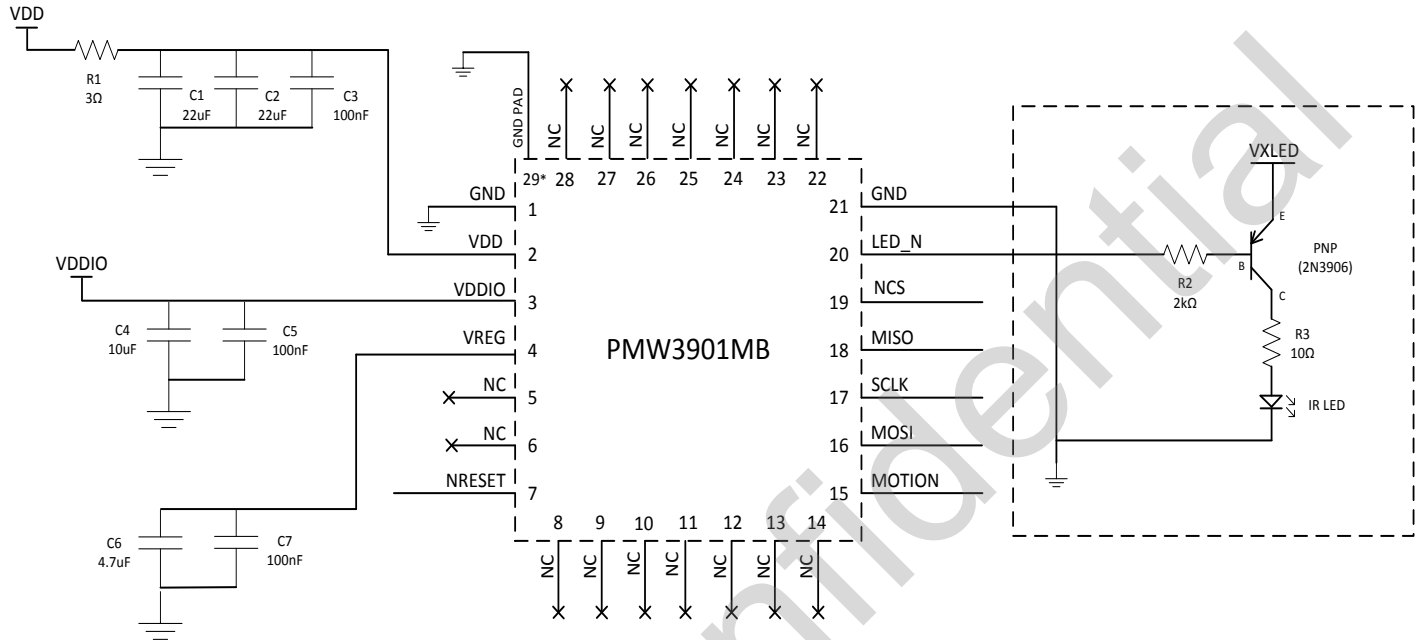 VDD
R1
3Ω
C1
22uF
C2
22uF
C3
100nF
GND PAD
NC
NC
NC
NC
NC
NC
NC
29* 28 27 26 25 24 23 22
GND
1
VDD
2
VDDIO
VDDIO
3
C4
10uF
C5
100nF
VREG
4
NC
5
NC
6
NRESET
7
C6
4.7uF
C7
100nF
PMW3901MB
8 9 10 11 12 13 14
NC
NC
NC
NC
NC
NC
NC
21
GND
20
LED_N
19
NCS
18
MISO
17
SCLK
16
MOSI
15
MOTION
VXLED
E
B
C
PNP
(2N3906)
R2
2kΩ
R3
10Ω
IR LED
nfidential